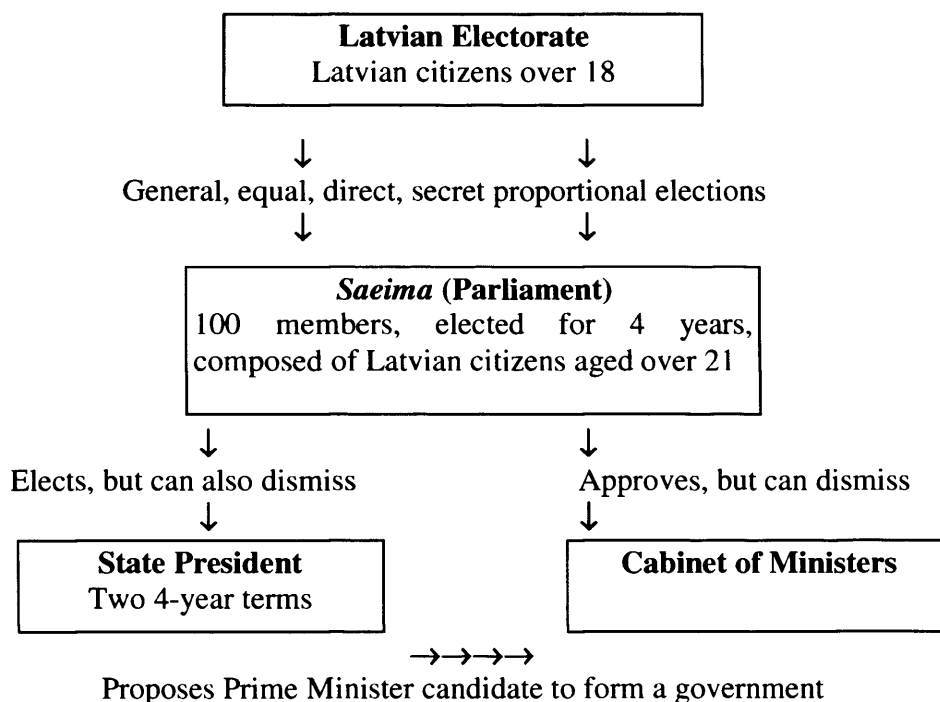 Latvian Electorate
Latvian citizens over 18
↓ ↓
General, equal, direct, secret proportional elections
↓ ↓
Saeima (Parliament)
100 members, elected for 4 years,
composed of Latvian citizens aged over 21
↓ ↓
Elects, but can also dismiss Approves, but can dismiss
↓ ↓
State President Cabinet of Ministers
Two 4-year terms
→→→→
Proposes Prime Minister candidate to form a government